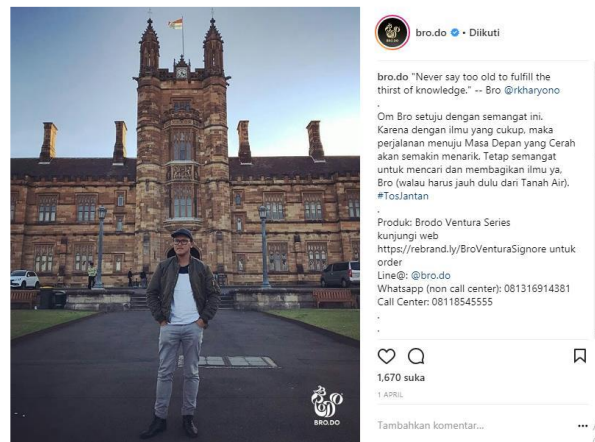 bro.do • Diikuti
bro.do "Never say too old to fulfill the
thirst of knowledge." -- Bro @rkharyono
.
Om Bro setuju dengan semangat ini.
Karena dengan ilmu yang cukup, maka
perjalanan menuju Masa Depan yang Cerah
akan semakin menarik. Tetap semangat
untuk mencari dan membagikan ilmu ya,
Bro (walau harus jauh dulu dari Tanah Air).
#TosJantan
.
Produk: Brodo Ventura Series
kunjungi web
https://rebrand.ly/BroVenturaSignore untuk
order
Line@: @bro.do
Whatsapp (non call center): 081316914381
Call Center: 08118545555
.
.
1,670 suka
1 APRIL
Tambahkan komentar...
BRO.DO